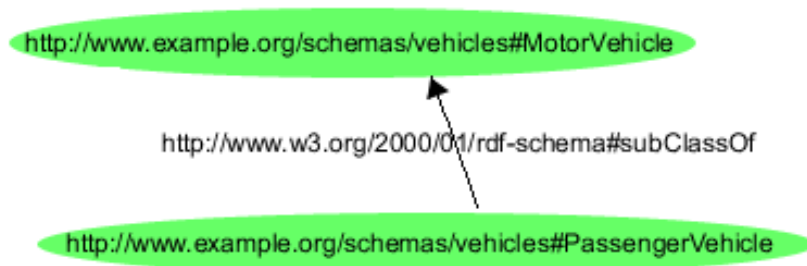 http://www.example.org/schemas/vehicles#MotorVehicle
http://www.w3.org/2000/01/rdf-schema#subClassOf
http://www.example.org/schemas/vehicles#PassengerVehicle